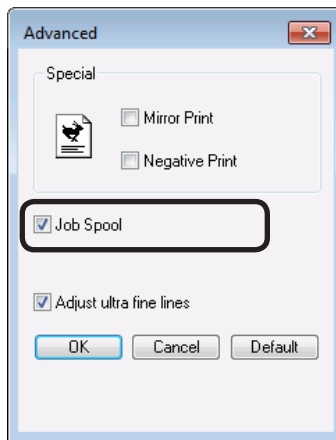 Advanced
Special
Mirror Print
Negative Print
Job Spool
Adjust ultra fine lines
OK Cancel Default